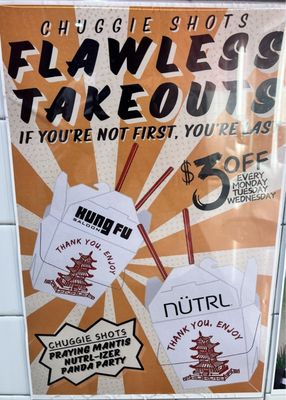 CHUGGIE SHOTS
FLAWLESS
TAKEOUTS
IF YOU'RE NOT FIRST, YOU'RE LAS
$3 OFF
EVERY
MONDAY
TUESDAY
WEDNESDAY
KUNG FU
SALOON
THANK YOU, ENJOY
NÜTRL
THANK YOU, ENJOY
CHUGGIE SHOTS
PRAYING MANTIS
NUTRL-IZER
PANDA PARTY